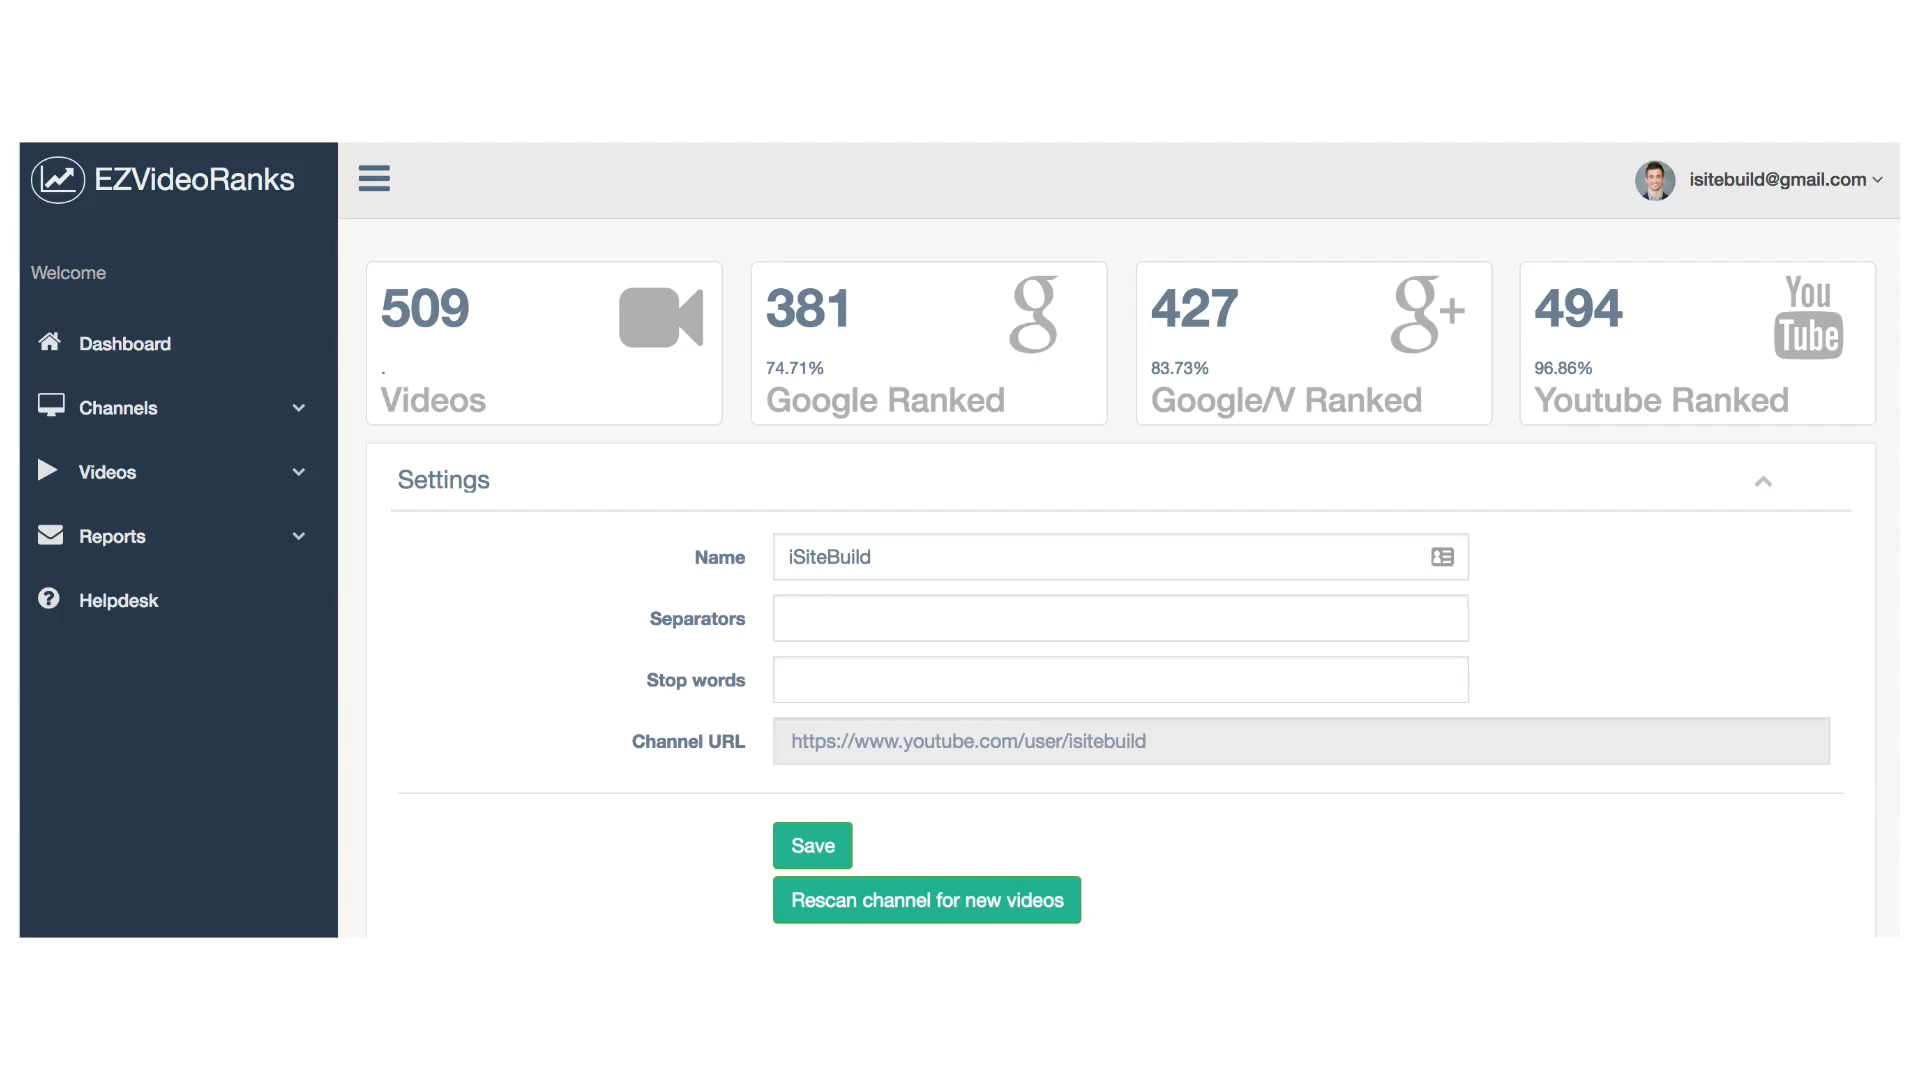 EZVideoRanks
isitebuild@gmail.com
Welcome
Dashboard
Channels
Videos
Reports
Helpdesk
509
.
Videos
381
74.71%
Google Ranked
g
427
83.73%
Google/V Ranked
g+
494
96.86%
Youtube Ranked
You
Tube
Settings
Name
iSiteBuild
Separators
Stop words
Channel URL
https://www.youtube.com/user/isitebuild
Save
Rescan channel for new videos